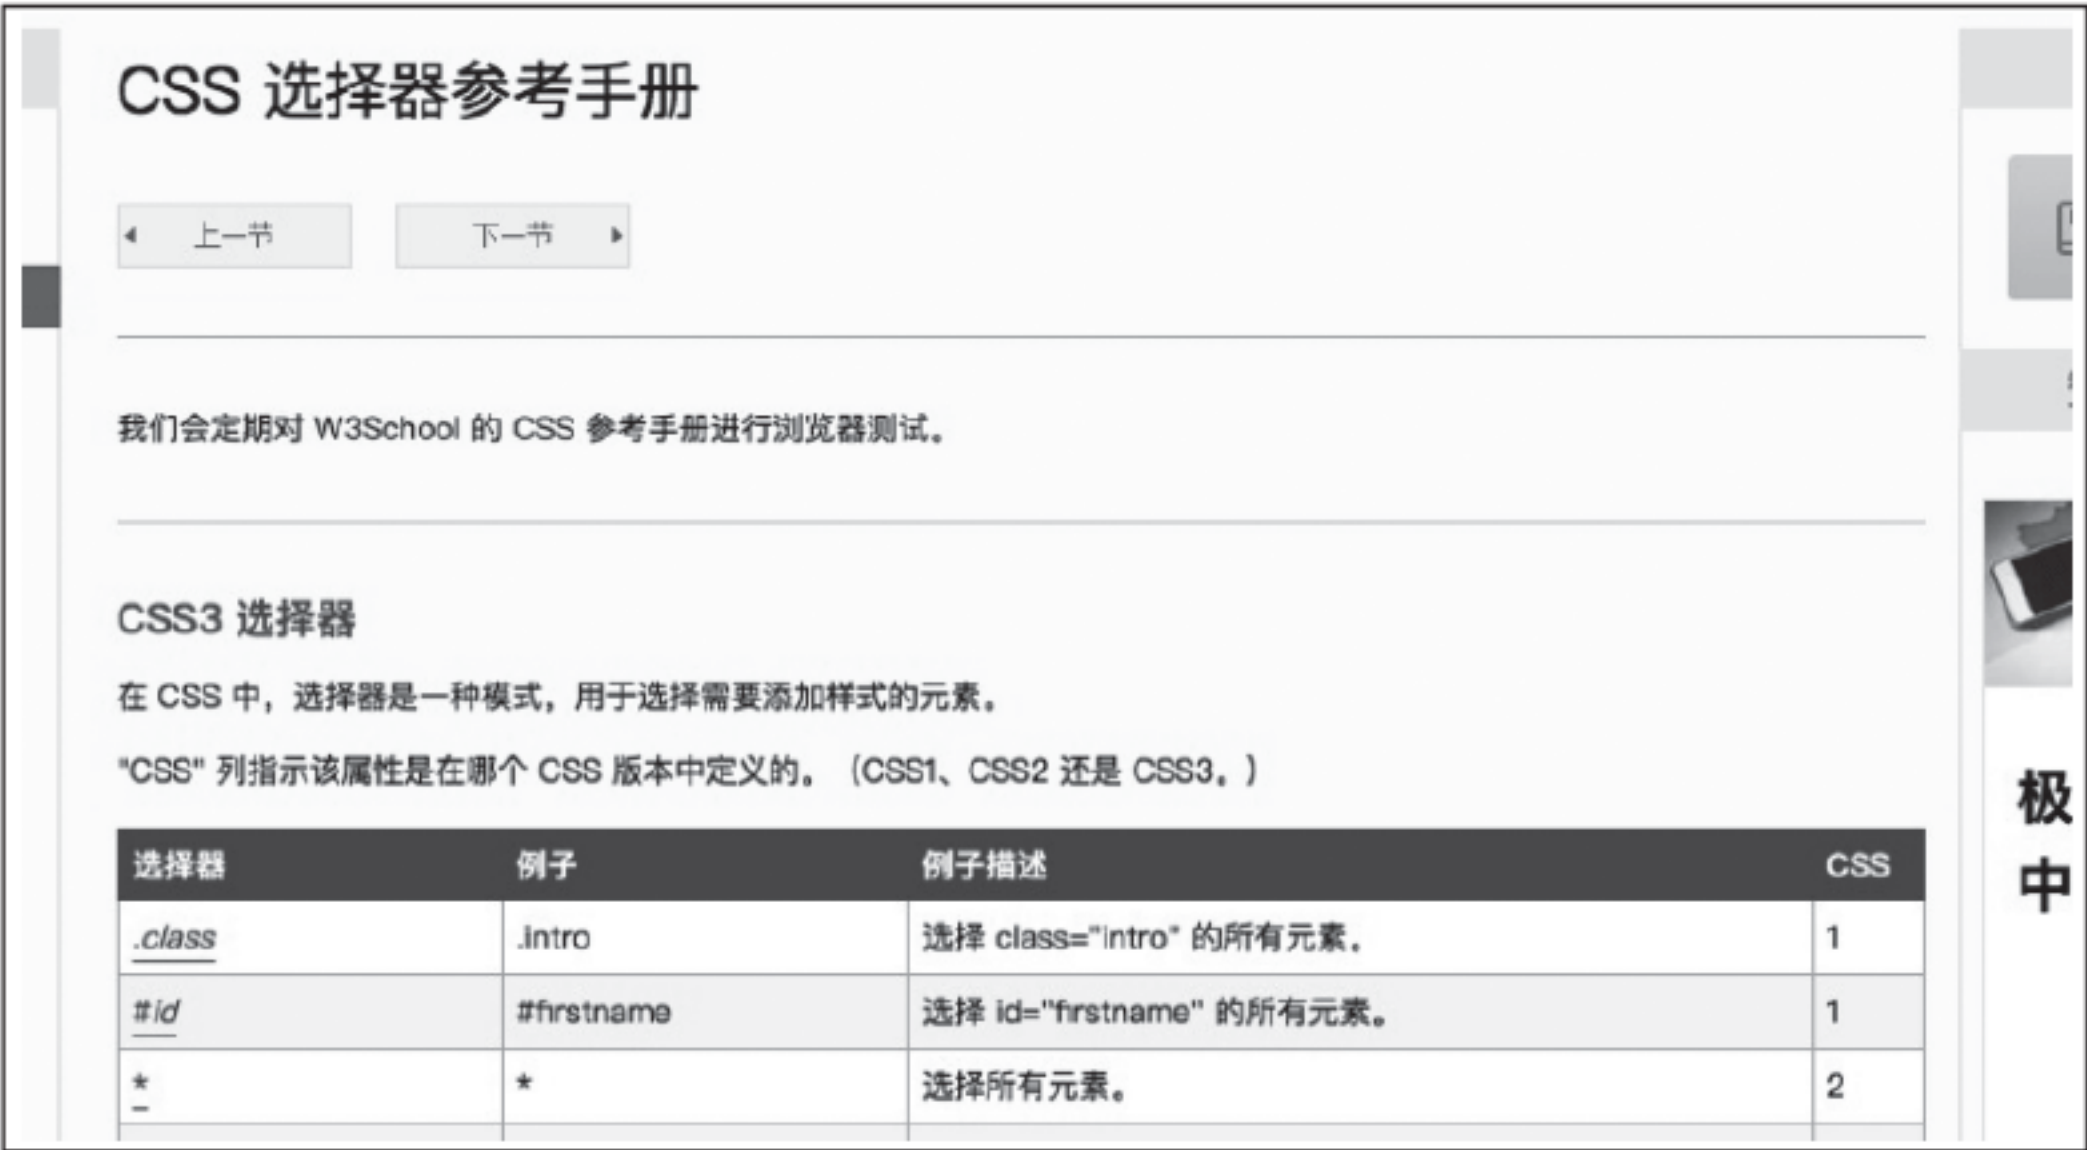 CSS 选择器参考手册
上一节 下一节
我们会定期对 W3School 的 CSS 参考手册进行浏览器测试。
CSS3 选择器
在 CSS 中，选择器是一种模式，用于选择需要添加样式的元素。
"CSS" 列指示该属性是在哪个 CSS 版本中定义的。（CSS1、CSS2 还是 CSS3。）
选择器 例子 例子描述 CSS
.class .intro 选择 class="intro" 的所有元素。 1
#id #firstname 选择 id="firstname" 的所有元素。 1
* * 选择所有元素。 2
极
中